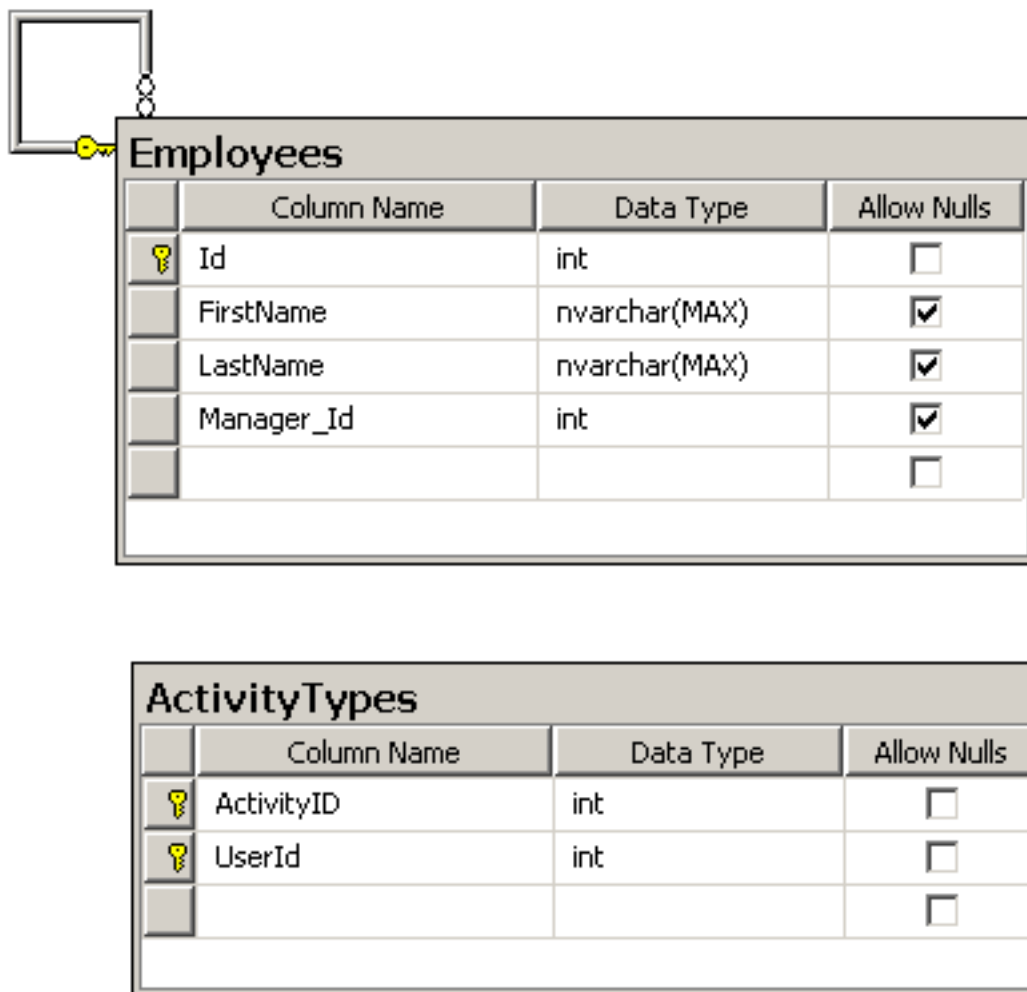 Employees
Column Name Data Type Allow Nulls
Id int
FirstName nvarchar(MAX)
LastName nvarchar(MAX)
Manager_Id int
ActivityTypes
Column Name Data Type Allow Nulls
ActivityID int
UserId int